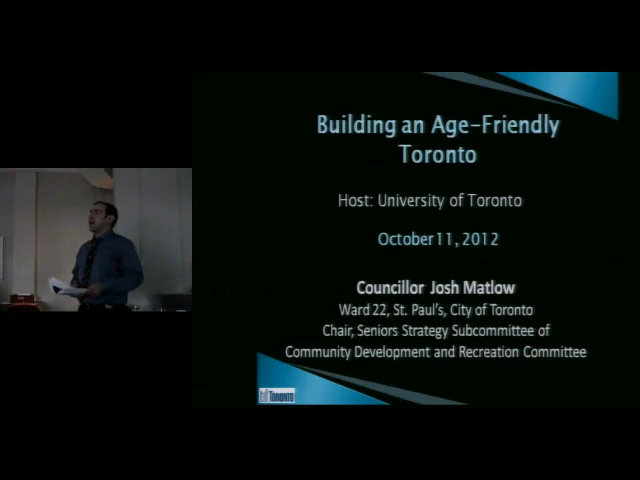 Building an Age-Friendly
Toronto
Host: University of Toronto
October 11, 2012
Councillor Josh Matlow
Ward 22, St. Paul's, City of Toronto
Chair, Seniors Strategy Subcommittee of
Community Development and Recreation Committee
TORONTO